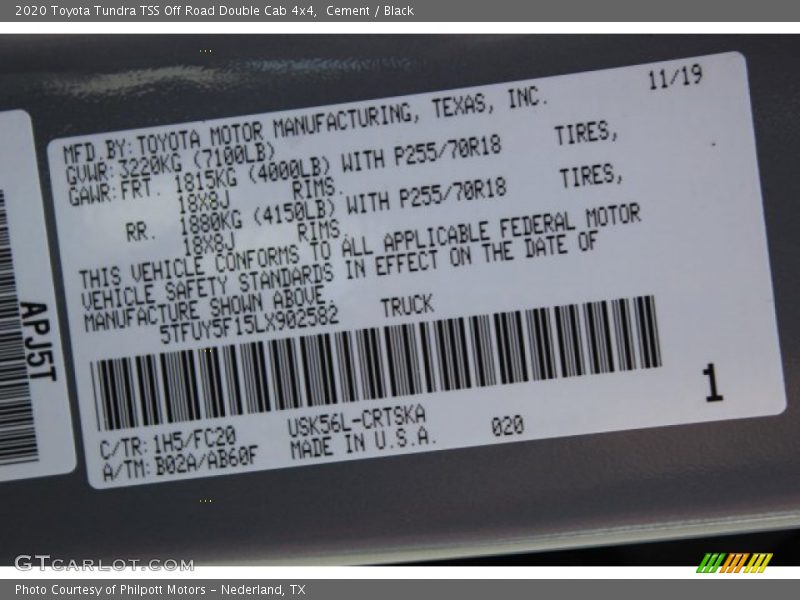 2020 Toyota Tundra TSS Off Road Double Cab 4x4,  Cement / Black
11/19
MFD.BY:TOYOTA MOTOR MANUFACTURING, TEXAS, INC.
GVWR:3220KG (7100LB)
GAWR:FRT. 1815KG (4000LB) WITH P255/70R18 TIRES,
18X8J RIMS.
RR. 1880KG (4150LB) WITH P255/70R18 TIRES,
18X8J RIMS.
THIS VEHICLE CONFORMS TO ALL APPLICABLE FEDERAL MOTOR
VEHICLE SAFETY STANDARDS IN EFFECT ON THE DATE OF
MANUFACTURE SHOWN ABOVE.
5TFUY5F15LX902582 TRUCK
APJ5T
1
C/TR:1H5/FC20 USK56L-CRTSKA 020
A/TM:B02A/AB60F MADE IN U.S.A.
GTCARLOT.COM
Photo Courtesy of Philpott Motors - Nederland, TX